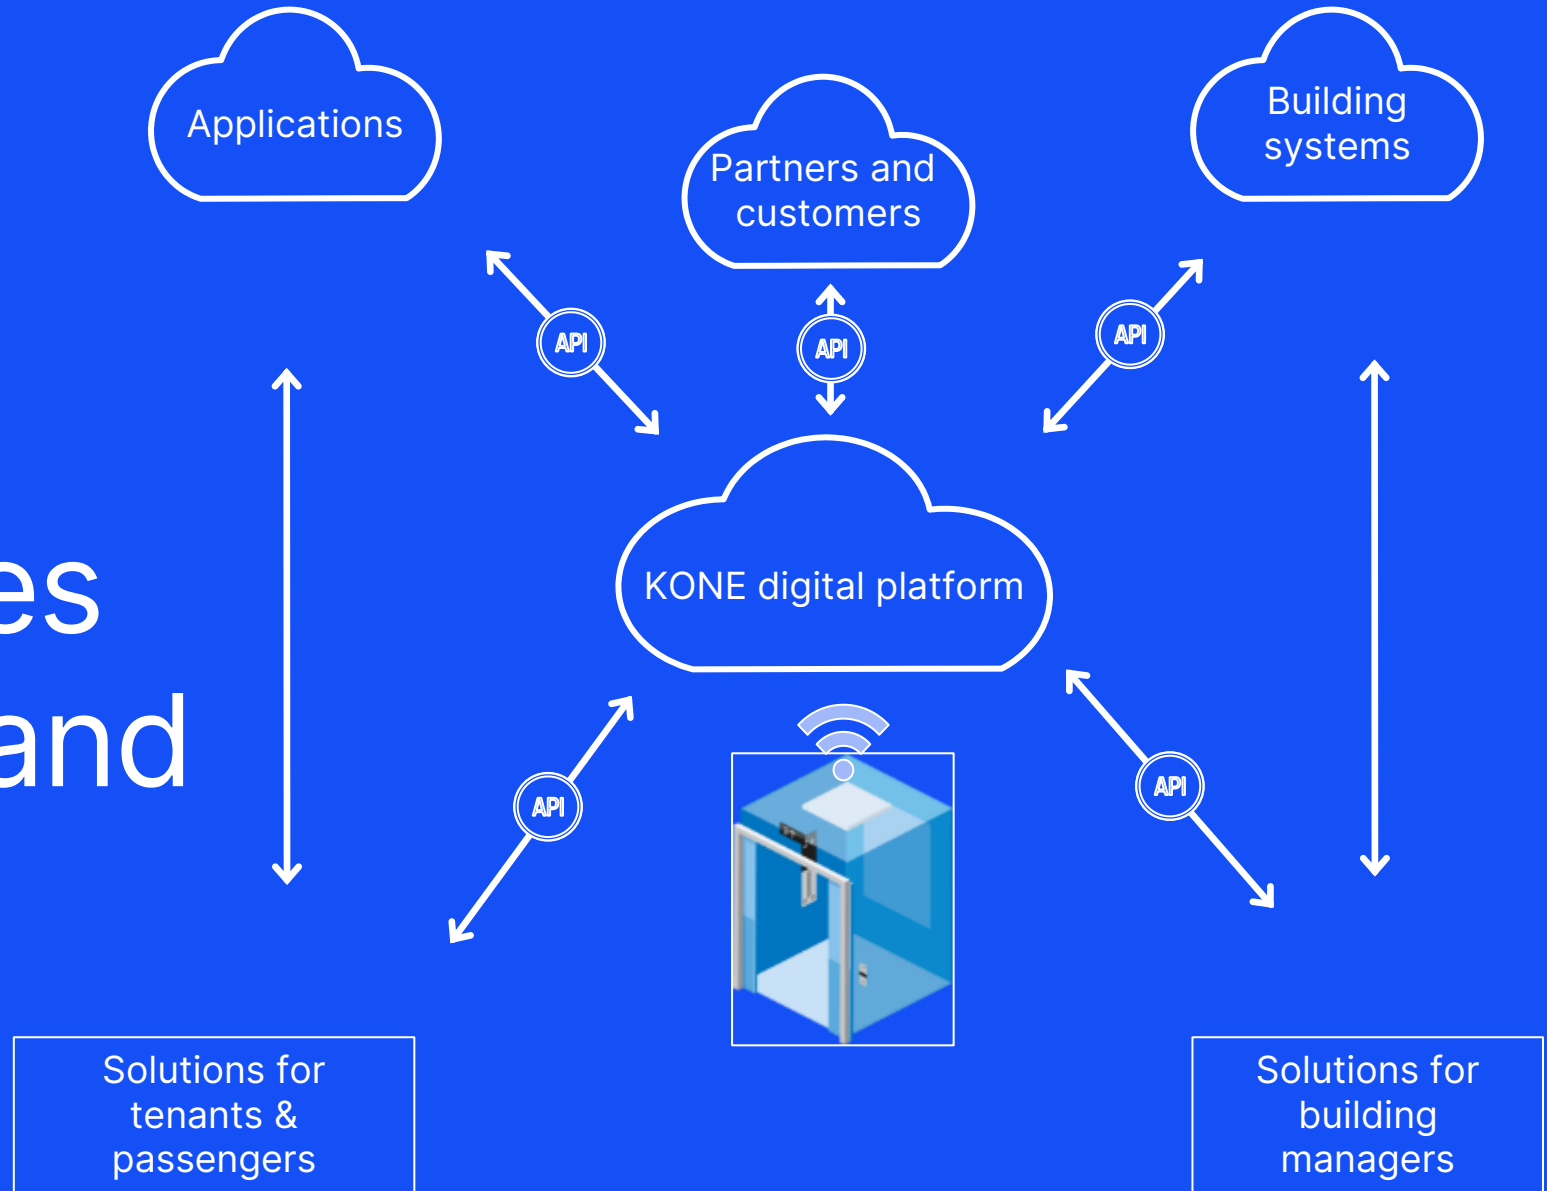 Applications
Building
systems
Partners and
customers
API
API
API
es
KONE digital platform
and
API
API
Solutions for
tenants &
passengers
Solutions for
building
managers